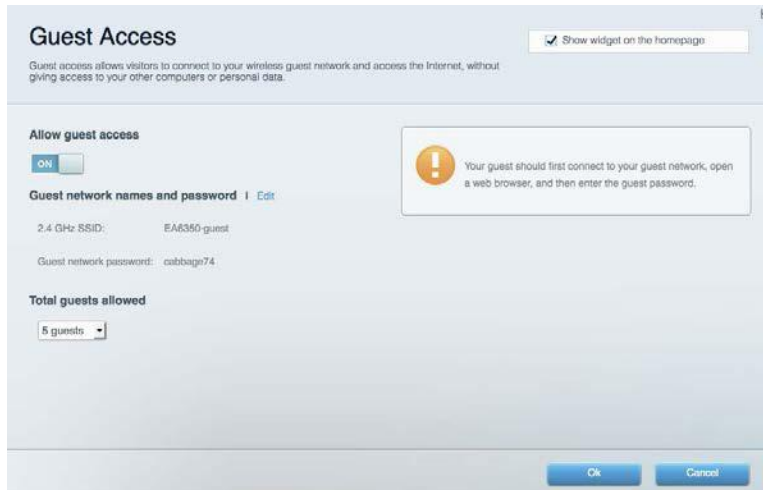 Guest Access
Show widget on the homepage
Guest access allows visitors to connect to your wireless guest network and access the Internet, without
giving access to your other computers or personal data.
Allow guest access
ON
Your guest should first connect to your guest network, open
a web browser, and then enter the guest password.
Guest network names and password | Edit
2.4 GHz SSID: EA6350-guest
Guest network password: cabbage74
Total guests allowed
5 guests
Ok
Cancel